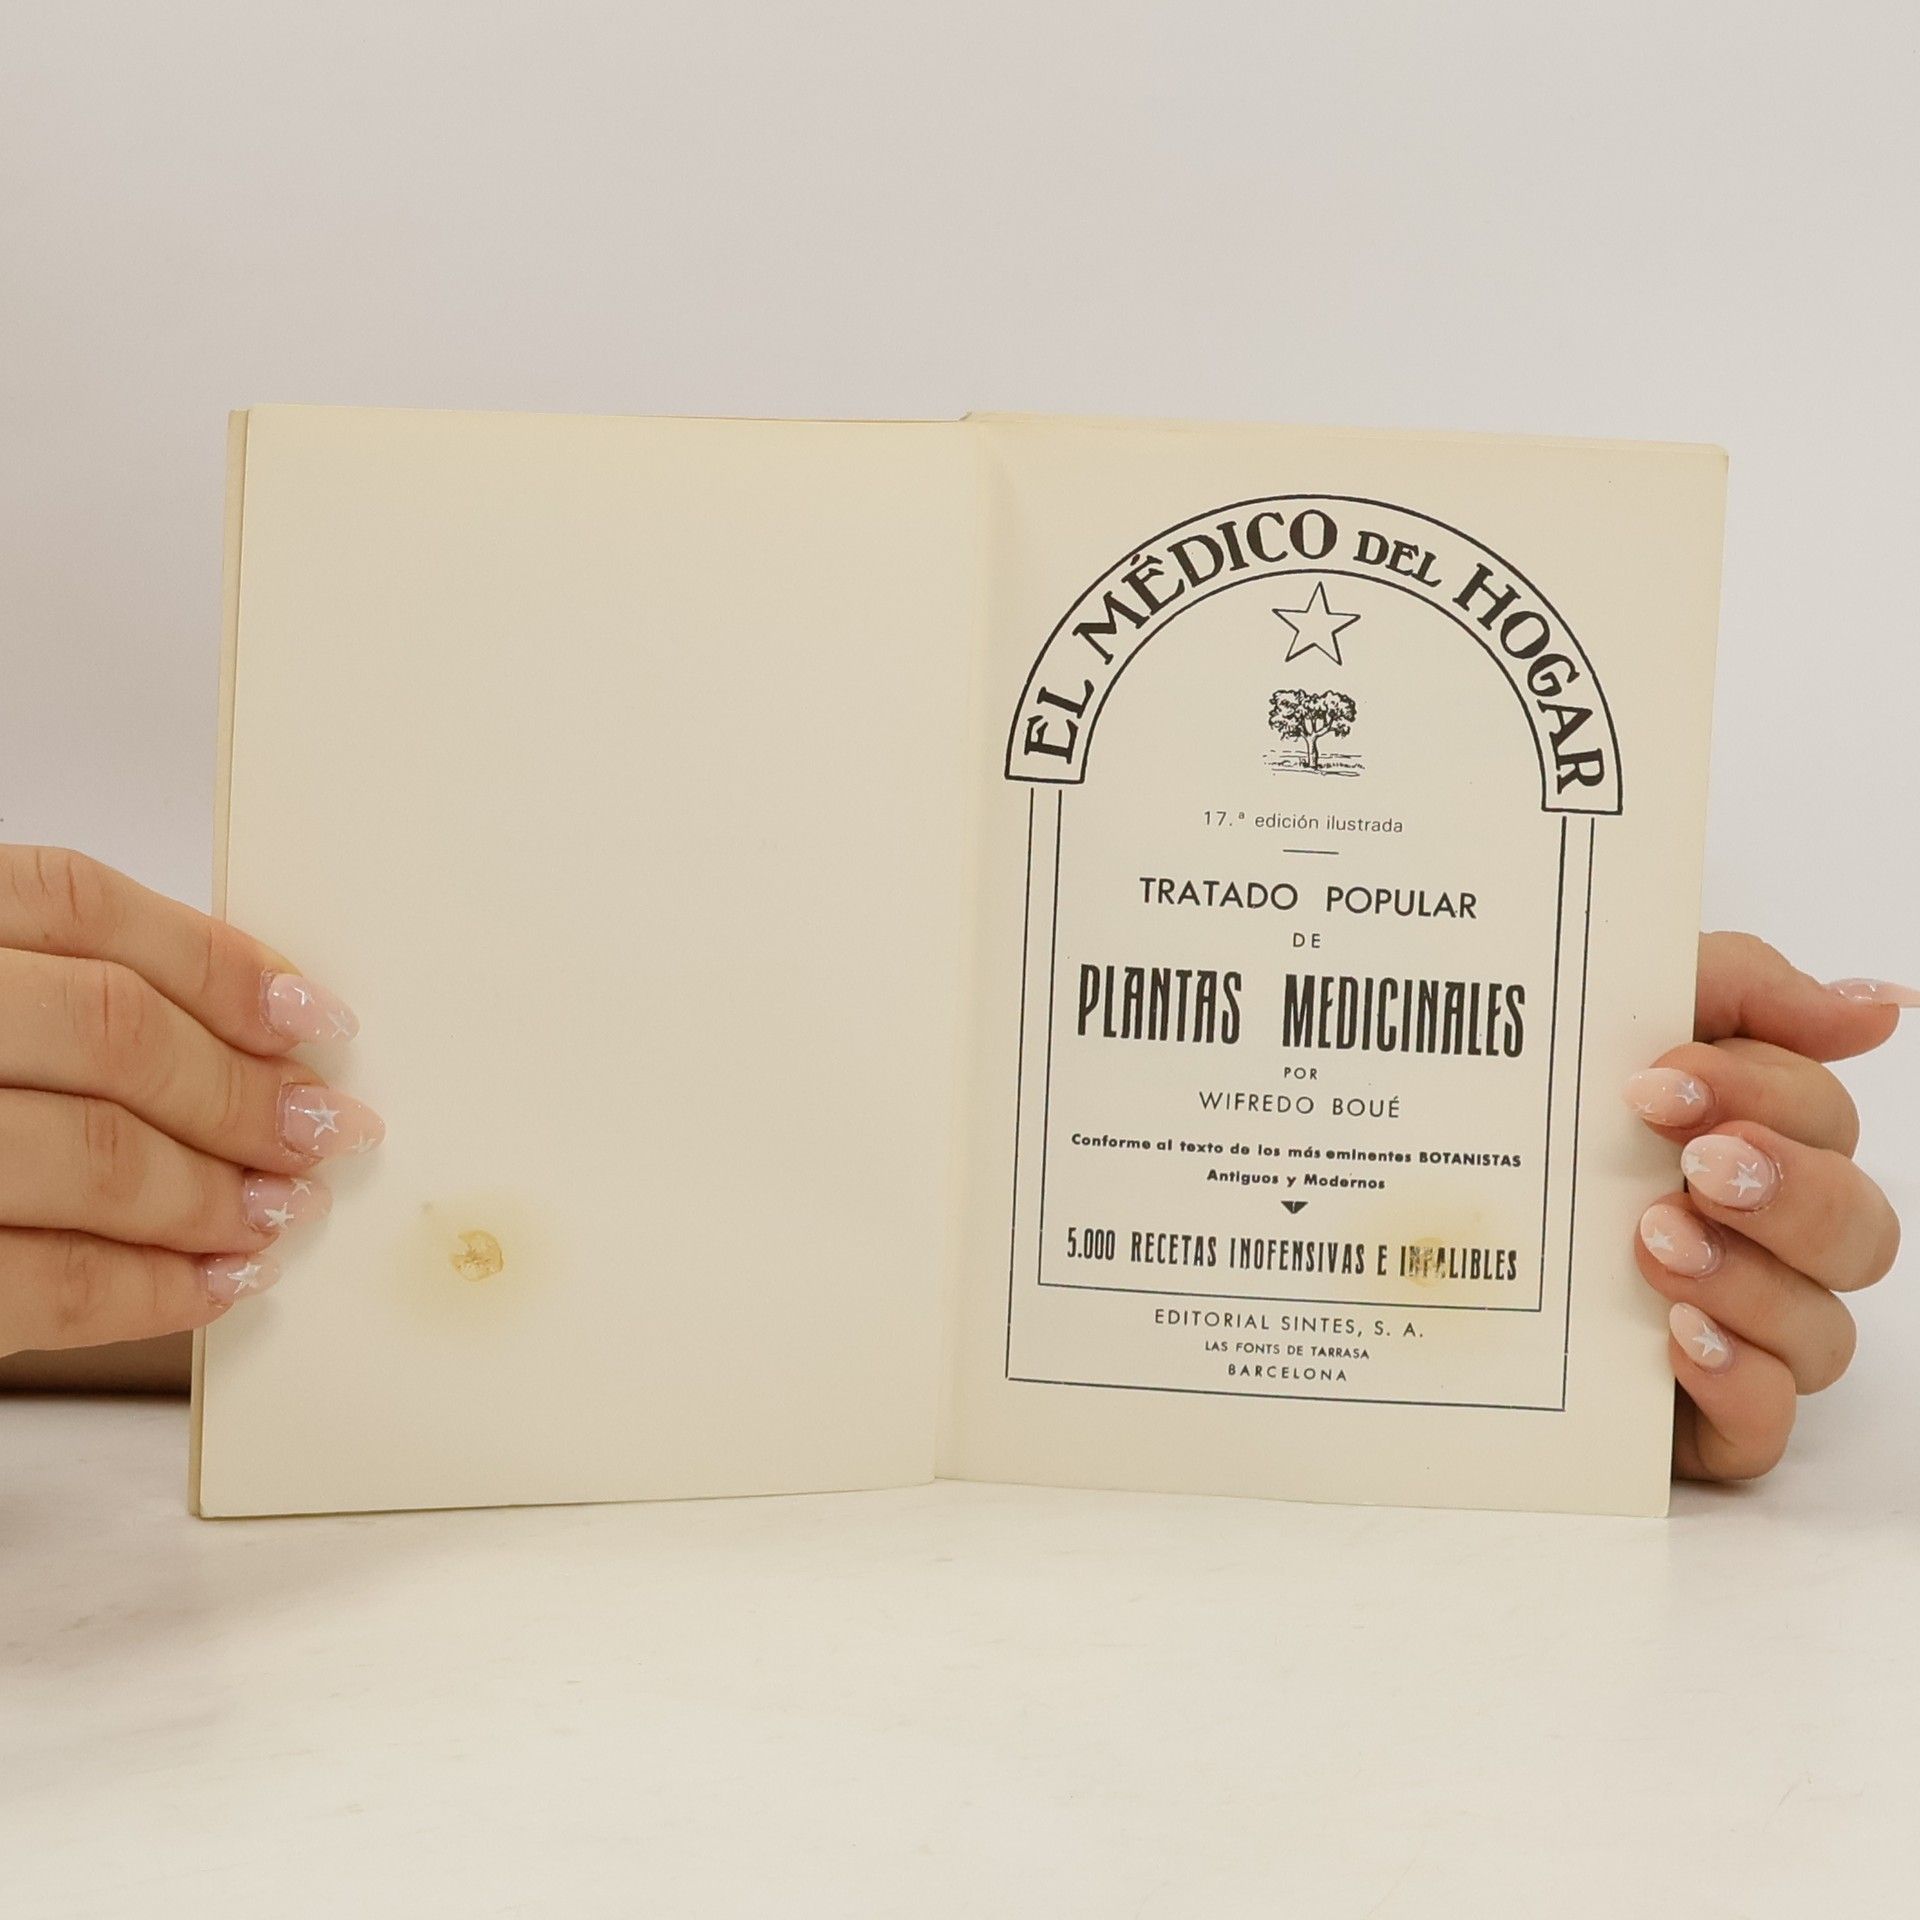 EL MÉDICO DEL HOGAR
17.ª edición ilustrada
TRATADO POPULAR
DE
PLANTAS MEDICINALES
POR
WIFREDO BOUÉ
Conforme al texto de los más eminentes BOTANISTAS
Antiguos y Modernos
5.000 RECETAS INOFENSIVAS E INFALIBLES
EDITORIAL SINTES, S. A.
LAS FONTS DE TARRASA
BARCELONA